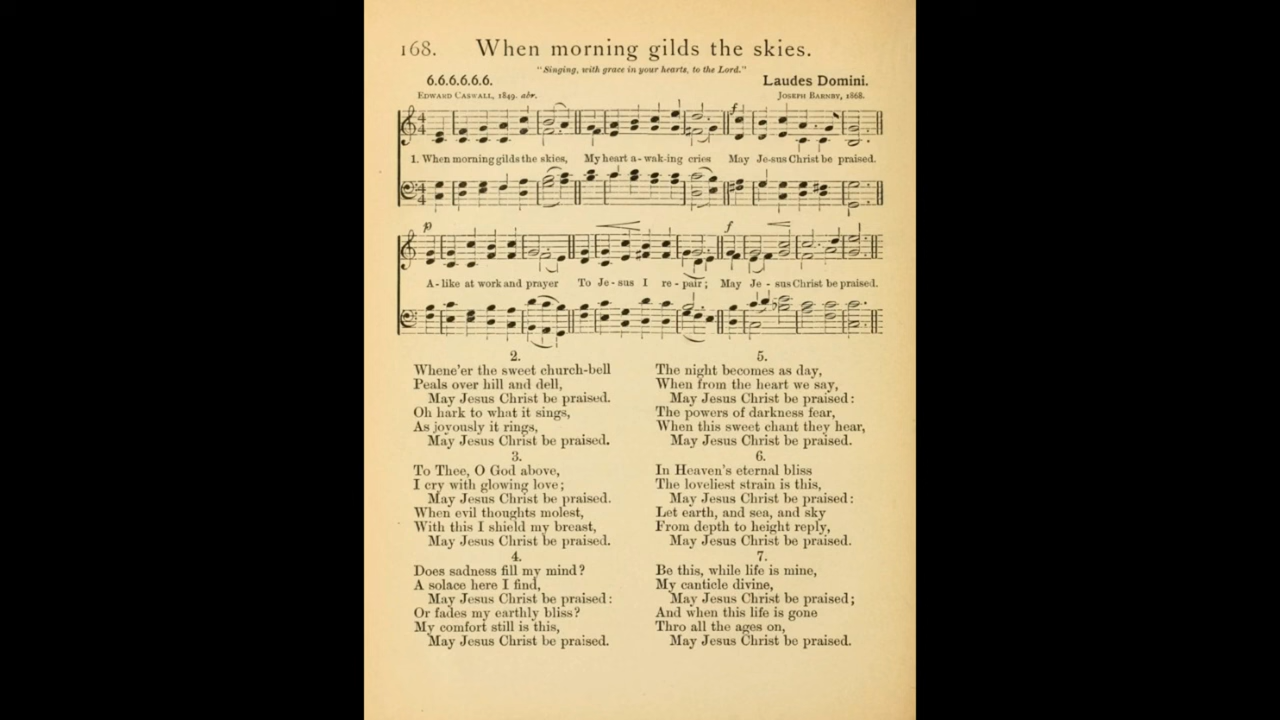 168. When morning gilds the skies.
"Singing, with grace in your hearts, to the Lord."
6.6.6.6.6.6. Laudes Domini.
Edward Caswall, 1849. abr. Joseph Barnby, 1868.
f
1. When morning gilds the skies, My heart a-wak-ing cries May Je-sus Christ be praised.
p f
A-like at work and prayer To Je-sus I re-pair; May Je-sus Christ be praised.
2.
Whene'er the sweet church-bell
Peals over hill and dell,
May Jesus Christ be praised.
Oh hark to what it sings,
As joyously it rings,
May Jesus Christ be praised.
3.
To Thee, O God above,
I cry with glowing love;
May Jesus Christ be praised.
When evil thoughts molest,
With this I shield my breast,
May Jesus Christ be praised.
4.
Does sadness fill my mind?
A solace here I find,
May Jesus Christ be praised:
Or fades my earthly bliss?
My comfort still is this,
May Jesus Christ be praised.
5.
The night becomes as day,
When from the heart we say,
May Jesus Christ be praised:
The powers of darkness fear,
When this sweet chant they hear,
May Jesus Christ be praised.
6.
In Heaven's eternal bliss
The loveliest strain is this,
May Jesus Christ be praised:
Let earth, and sea, and sky
From depth to height reply,
May Jesus Christ be praised.
7.
Be this, while life is mine,
My canticle divine,
May Jesus Christ be praised;
And when this life is gone
Thro all the ages on,
May Jesus Christ be praised.